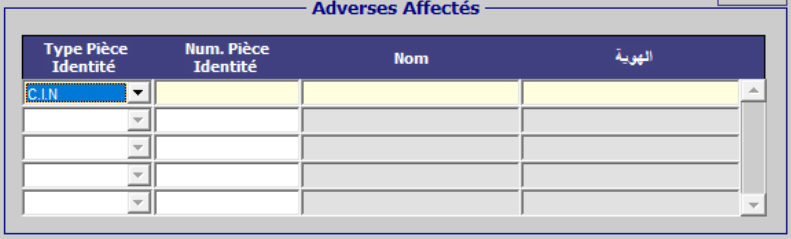 Adverses Affectés
Type Pièce Identité
Num. Pièce Identité
Nom
الهوية
C.I.N